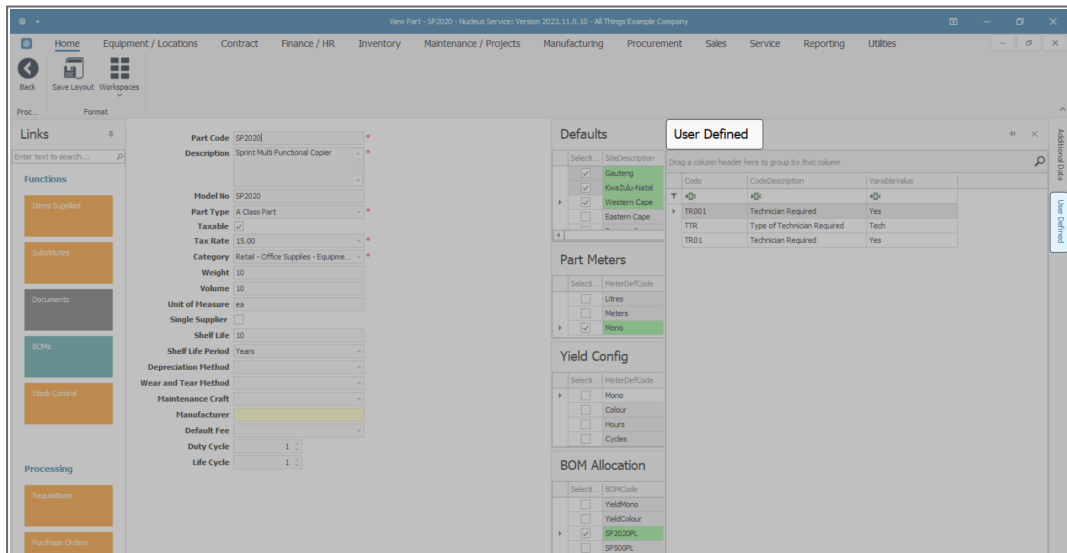 View Part - SP2020 - Nucleus Service: Version 2023.11.0.10 - All Things Example Company
Home Equipment / Locations Contract Finance / HR Inventory Maintenance / Projects Manufacturing Procurement Sales Service Reporting Utilities
Back Save Layout Workspaces
Proc... Format
Links
Enter text to search...
Functions
Items Supplied
Substitutes
Documents
BOMs
Stock Control
Processing
Requisitions
Purchase Orders
Part Code SP2020 *
Description Sprint Multi Functional Copier *
Model No SP2020
Part Type A Class Part *
Taxable
Tax Rate 15.00 *
Category Retail - Office Supplies - Equipme... *
Weight 10
Volume 10
Unit of Measure ea
Single Supplier
Shelf Life 10
Shelf Life Period Years
Depreciation Method
Wear and Tear Method
Maintenance Craft
Manufacturer
Default Fee
Duty Cycle 1
Life Cycle 1
Defaults
Selecti... SiteDescription
Gauteng
KwaZulu-Natal
Western Cape
Eastern Cape
Part Meters
Selecti... MeterDefCode
Litres
Meters
Mono
Yield Config
Selecti... MeterDefCode
Mono
Colour
Hours
Cycles
BOM Allocation
Selecti... BOMCode
YieldMono
YieldColour
SP2020PL
SP500PL
User Defined
Drag a column header here to group by that column
Code CodeDescription VariableValue
TR001 Technician Required Yes
TTR Type of Technician Required Tech
TR01 Technician Required Yes
Additional Data
User Defined